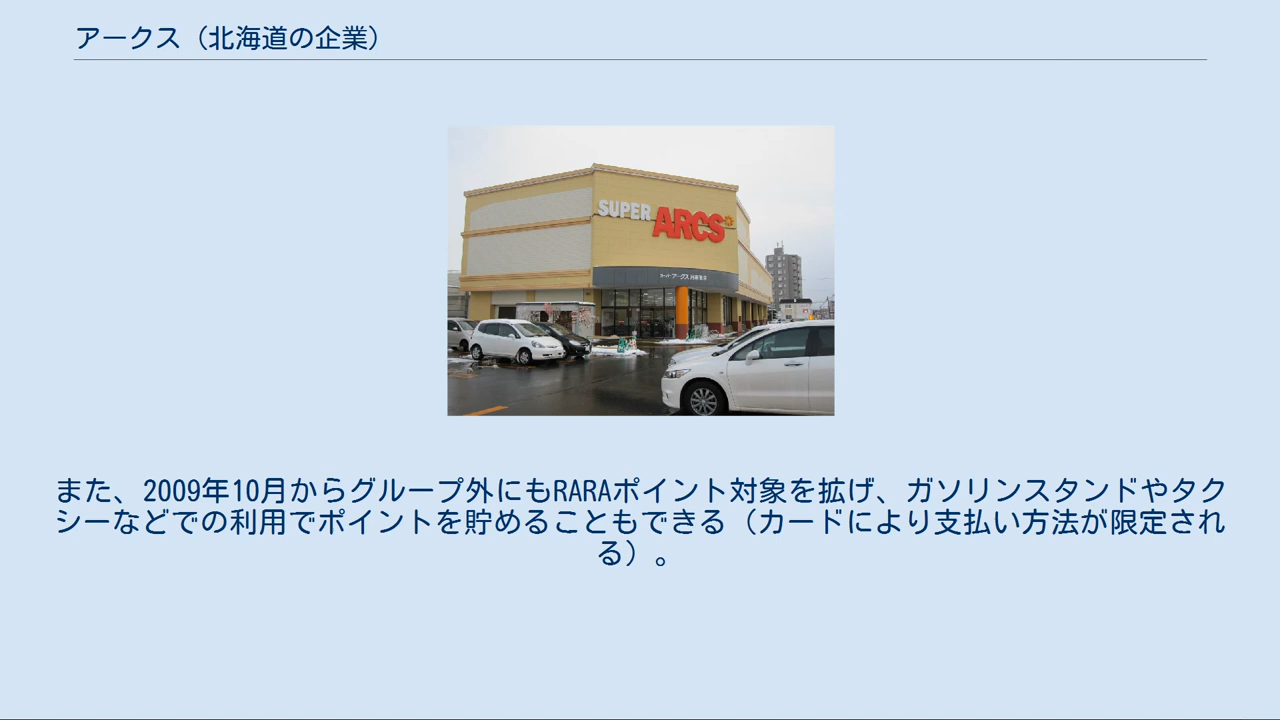 アークス（北海道の企業）
SUPER ARCS
また、2009年10月からグループ外にもRARAポイント対象を拡げ、ガソリンスタンドやタク
シーなどでの利用でポイントを貯めることもできる（カードにより支払い方法が限定され
る）。